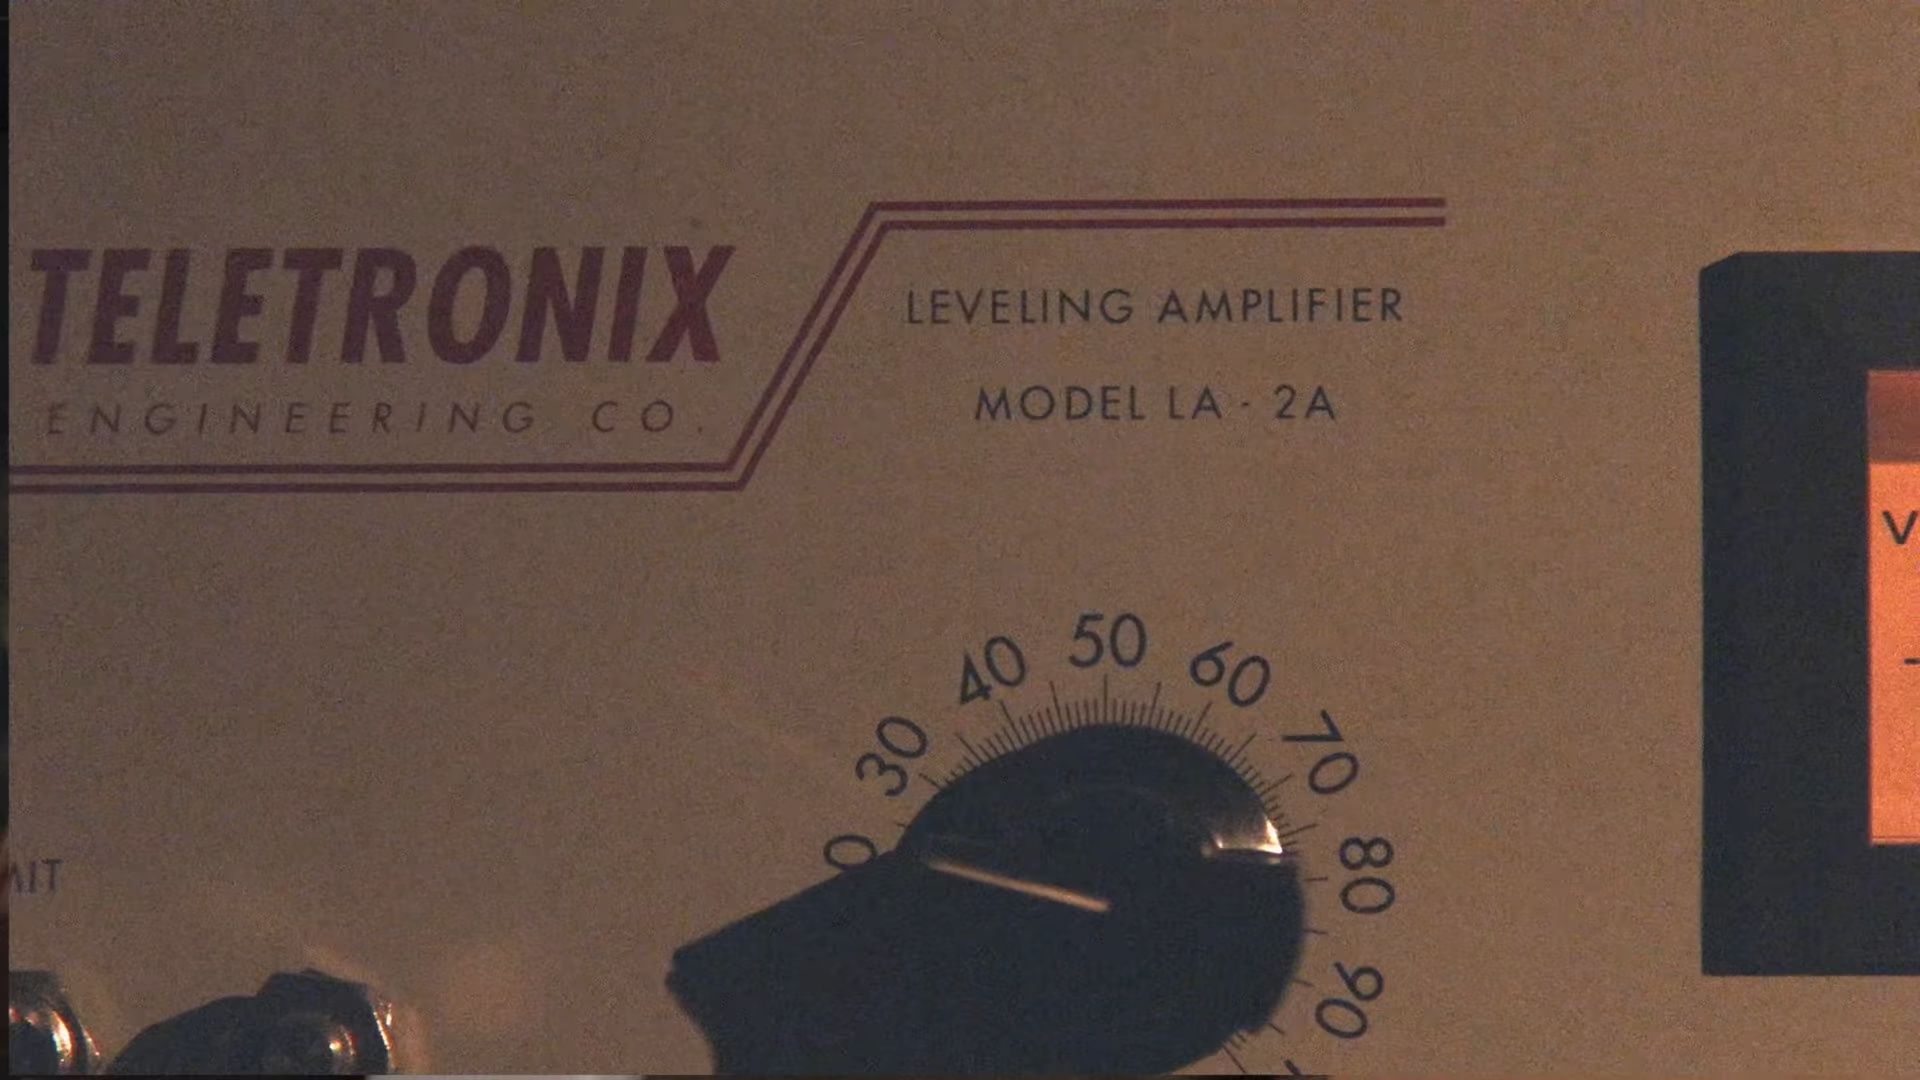 TELETRONIX
ENGINEERING CO.
LEVELING AMPLIFIER
MODEL LA - 2A
30
40
50
60
70
80
90